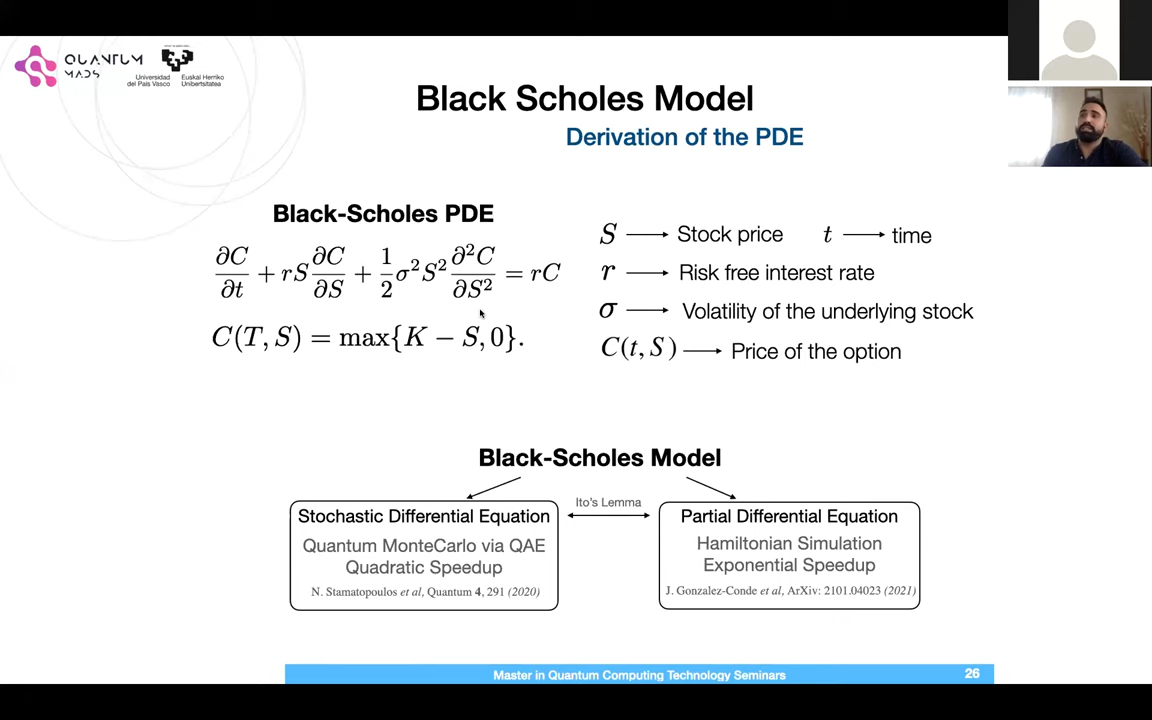 QUANTUM
MADS
Universidad Euskal Herriko
del País Vasco Unibertsitatea
Black Scholes Model
Derivation of the PDE
Black-Scholes PDE
∂C/∂t + rS ∂C/∂S + 1/2 σ²S² ∂²C/∂S² = rC
C(T, S) = max{K − S, 0}.
S → Stock price t → time
r → Risk free interest rate
σ → Volatility of the underlying stock
C(t, S) → Price of the option
Black-Scholes Model
Ito's Lemma
Stochastic Differential Equation
Quantum MonteCarlo via QAE
Quadratic Speedup
N. Stamatopoulos et al, Quantum 4, 291 (2020)
Partial Differential Equation
Hamiltonian Simulation
Exponential Speedup
J. Gonzalez-Conde et al, ArXiv: 2101.04023 (2021)
Master in Quantum Computing Technology Seminars
26